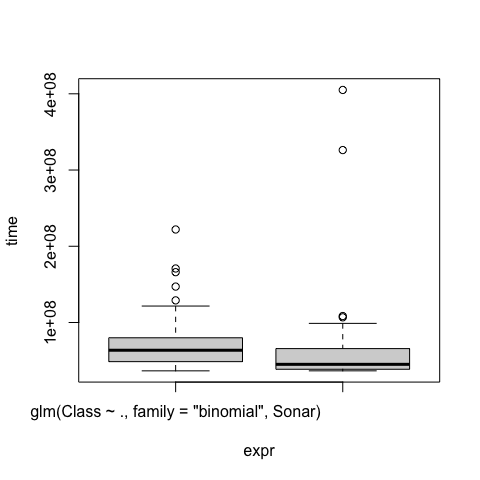 4e+08
3e+08
2e+08
1e+08
time
glm(Class ~ ., family = "binomial", Sonar)
expr